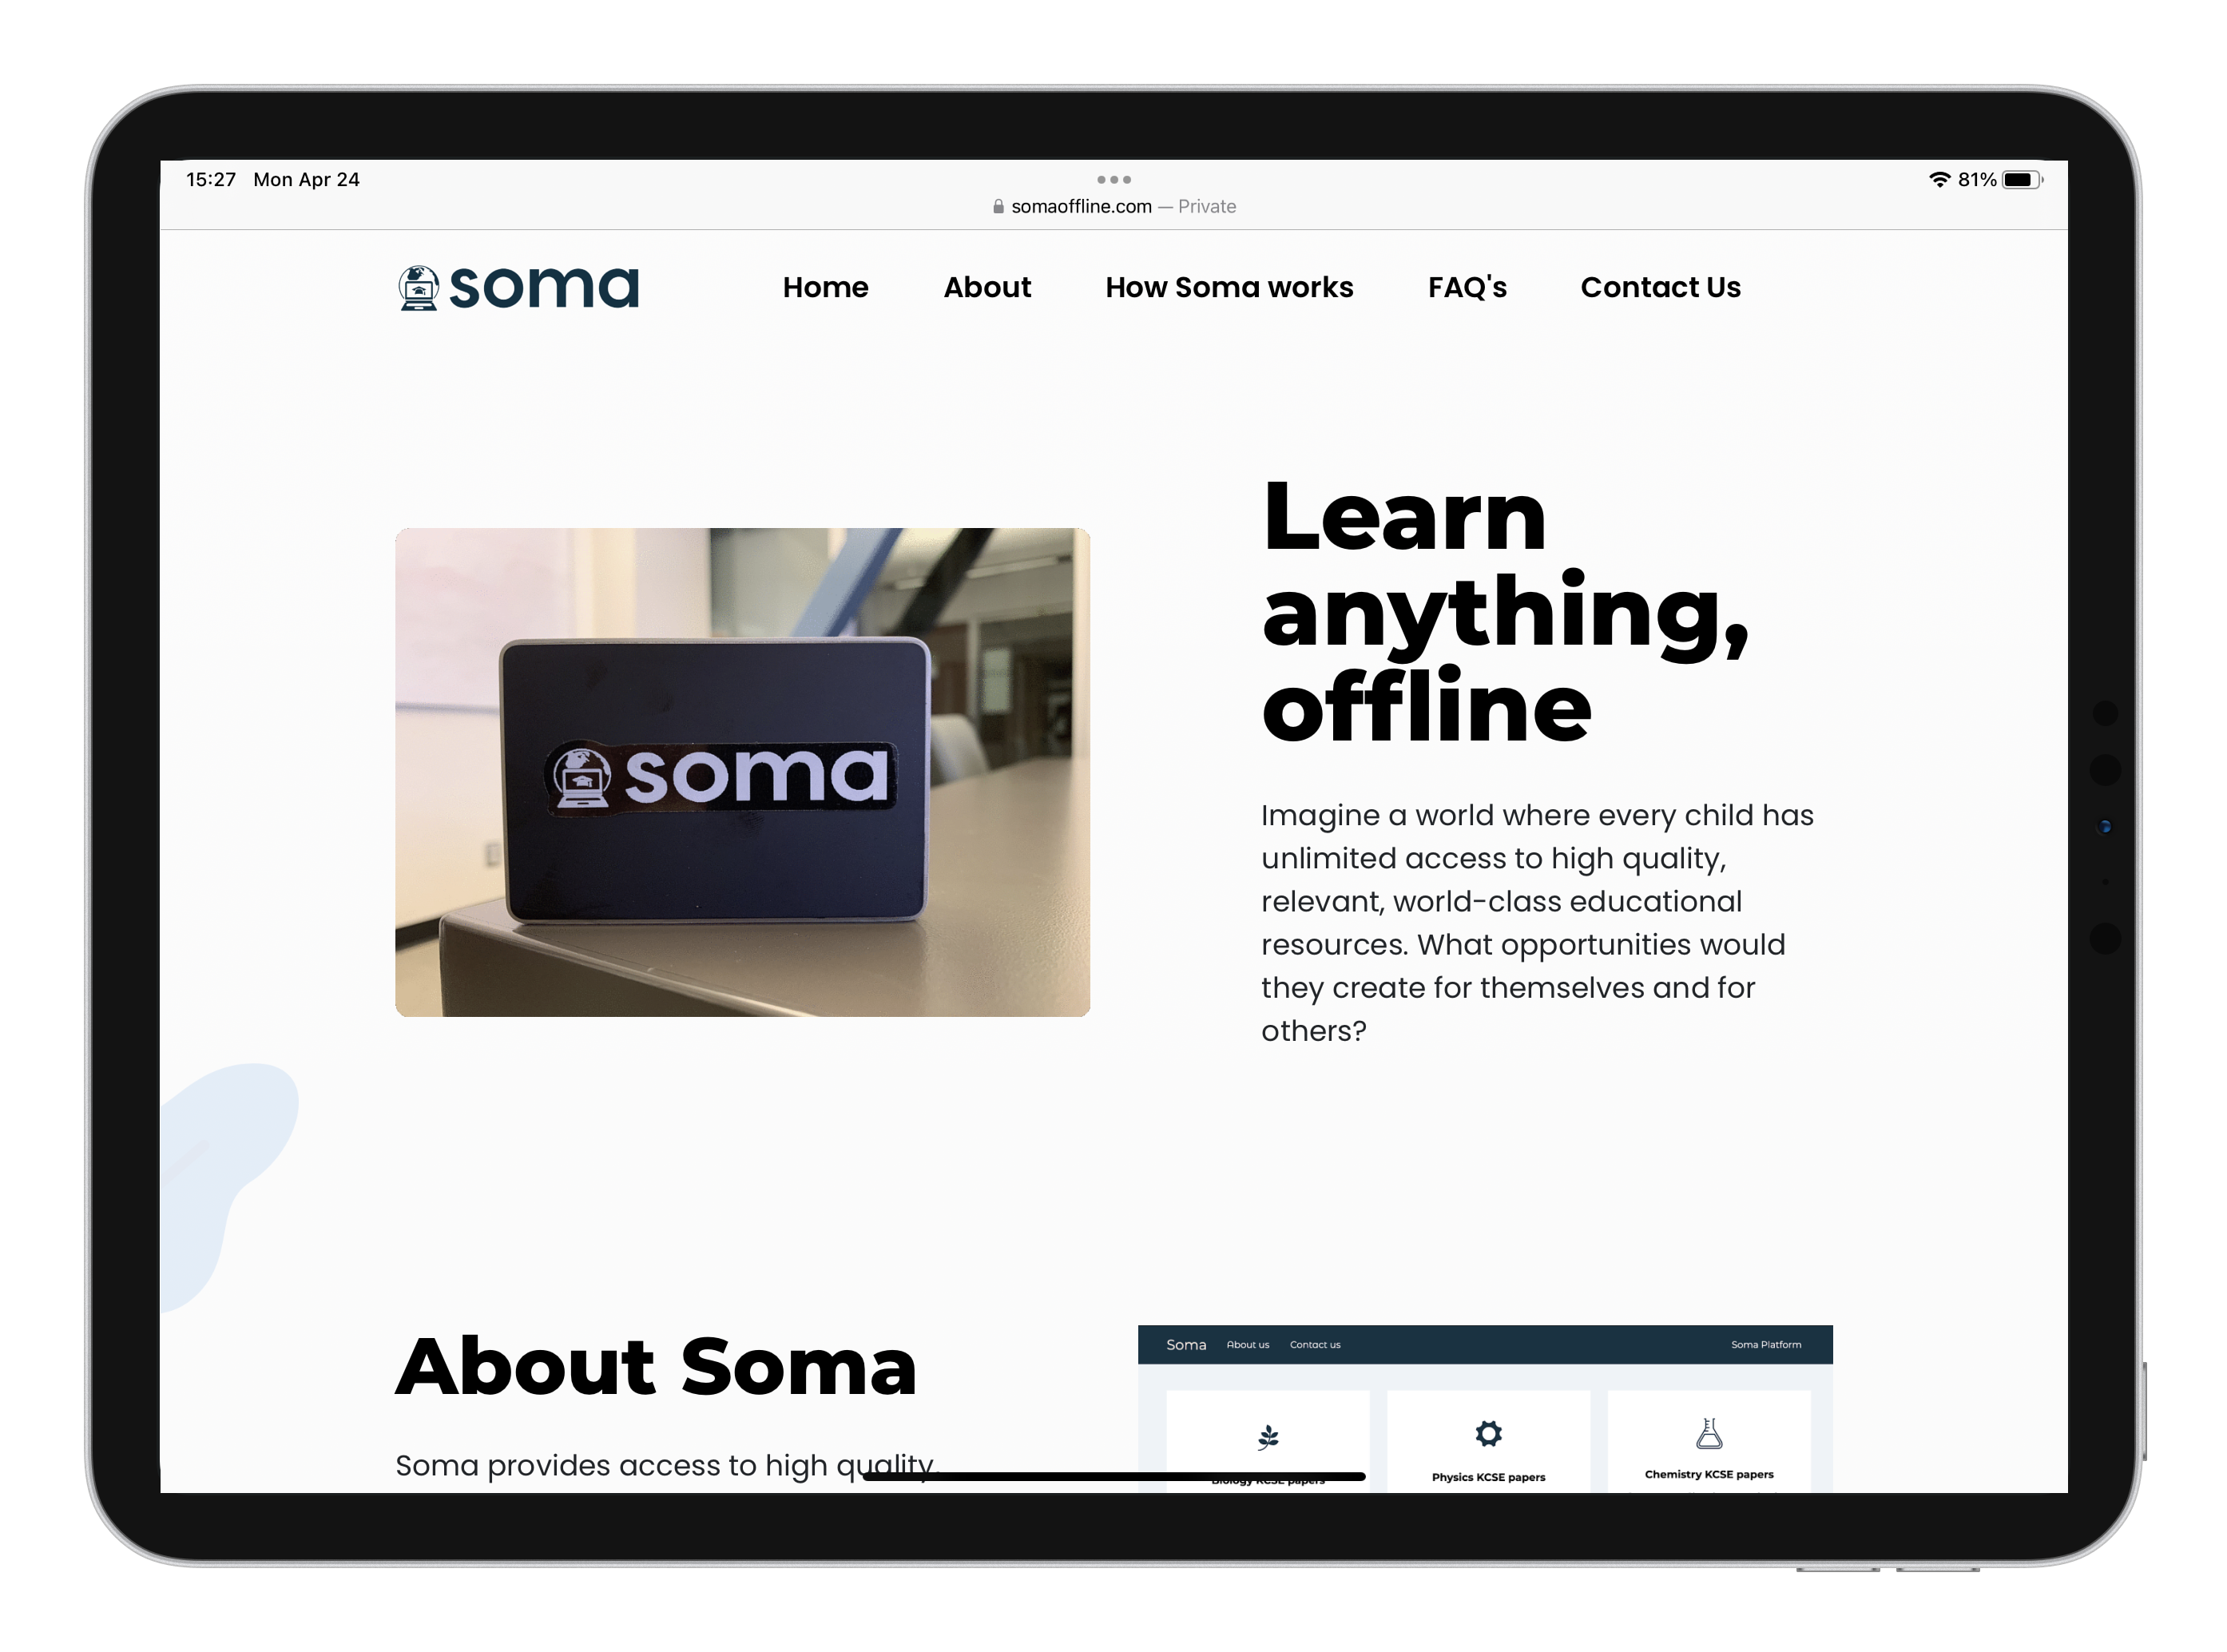 15:27 Mon Apr 24
81%
somaoffline.com — Private
soma
Home About How Soma works FAQ's Contact Us
soma
Learn
anything,
offline
Imagine a world where every child has
unlimited access to high quality,
relevant, world-class educational
resources. What opportunities would
they create for themselves and for
others?
About Soma
Soma provides access to high quality,
Soma About us Contact us Soma Platform
Biology KCSE papers
Physics KCSE papers
Chemistry KCSE papers